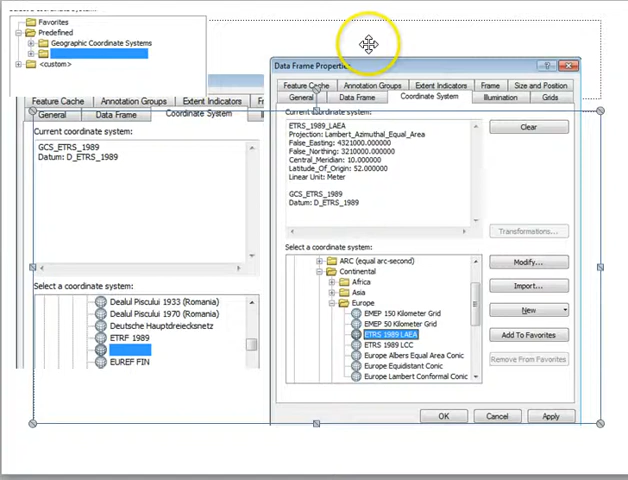 Favorites
Predefined
Geographic Coordinate Systems
<custom>
Feature Cache Annotation Groups Extent Indicators
General Data Frame Coordinate System
Current coordinate system:
GCS_ETRS_1989
Datum: D_ETRS_1989
Select a coordinate system:
Dealul Piscului 1933 (Romania)
Dealul Piscului 1970 (Romania)
Deutsche Hauptdreiecksnetz
ETRF 1989
EUREF FIN
Data Frame Properties
Feature Cache Annotation Groups Extent Indicators Frame Size and Position
General Data Frame Coordinate System Illumination Grids
Current coordinate system:
ETRS_1989_LAEA
Projection: Lambert_Azimuthal_Equal_Area
False_Easting: 4321000.000000
False_Northing: 3210000.000000
Central_Meridian: 10.000000
Latitude_Of_Origin: 52.000000
Linear Unit: Meter
GCS_ETRS_1989
Datum: D_ETRS_1989
Clear
Transformations...
Select a coordinate system:
ARC (equal arc-second)
Continental
Africa
Asia
Europe
EMEP 150 Kilometer Grid
EMEP 50 Kilometer Grid
ETRS 1989 LAEA
ETRS 1989 LCC
Europe Albers Equal Area Conic
Europe Equidistant Conic
Europe Lambert Conformal Conic
Modify...
Import...
New
Add To Favorites
Remove From Favorites
OK Cancel Apply